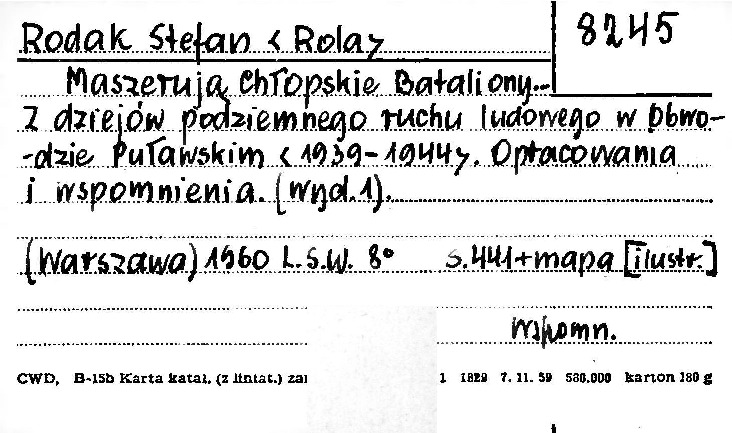 8245
Rodak Stefan < Rola >
Maszerują Chłopskie Bataliony...
Z dziejów podziemnego ruchu ludowego w Obwo-
-dzie Puławskim < 1939-1944 >. Opracowania
i wspomnienia. (wyd. 1).
(Warszawa) 1960 L.S.W. 8° s. 441+mapa [ilustr.]
wspomn.
CWD, B-15b Karta katal. (z lintat.) zai 1 1829 7. 11. 59 580.000 karton 180 g